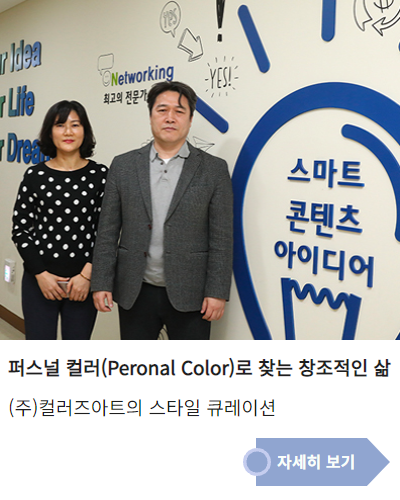 ur Idea
r Life
r Dream
YES!
Networking
최고의 전문가
YES!
스마트
콘텐츠
아이디어
퍼스널 컬러(Peronal Color)로 찾는 창조적인 삶
(주)컬러즈아트의 스타일 큐레이션
자세히 보기